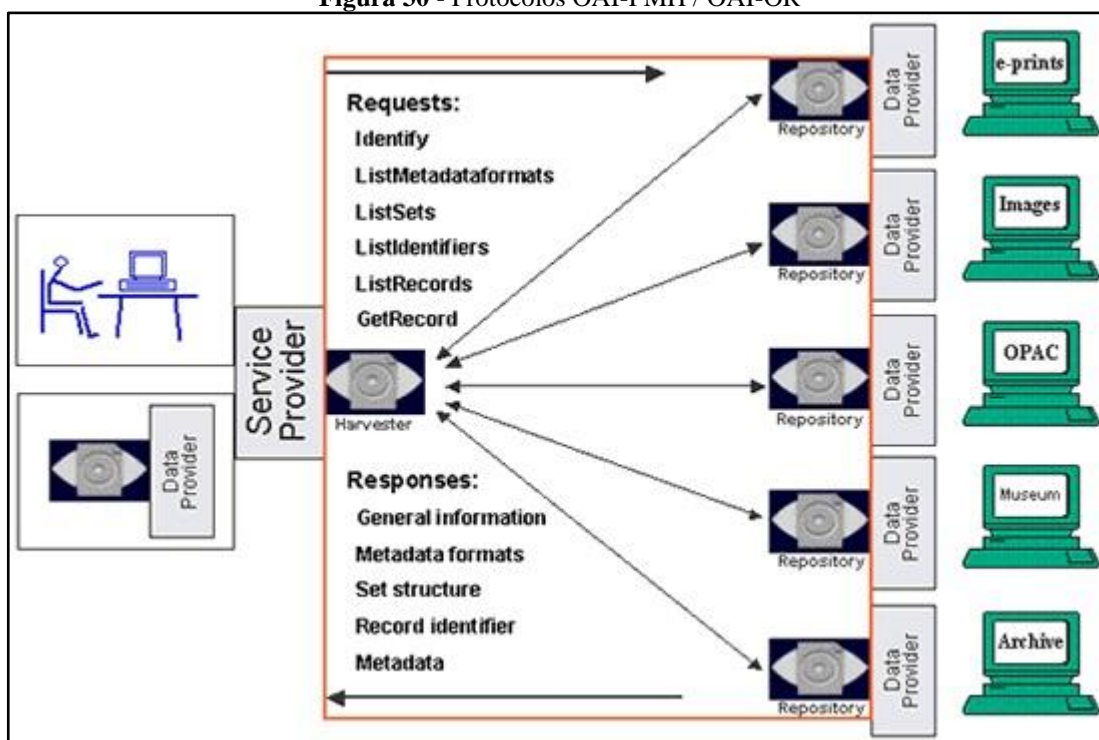 Figura 50 - Protocolos OAI-PMH / OAI-OR
Requests:
Identify
ListMetadataformats
ListSets
ListIdentifiers
ListRecords
GetRecord
Service
Provider
Harvester
Data
Provider
Responses:
General information
Metadata formats
Set structure
Record identifier
Metadata
Repository
Data
Provider
e-prints
Repository
Data
Provider
Images
Repository
Data
Provider
OPAC
Repository
Data
Provider
Museum
Repository
Data
Provider
Archive